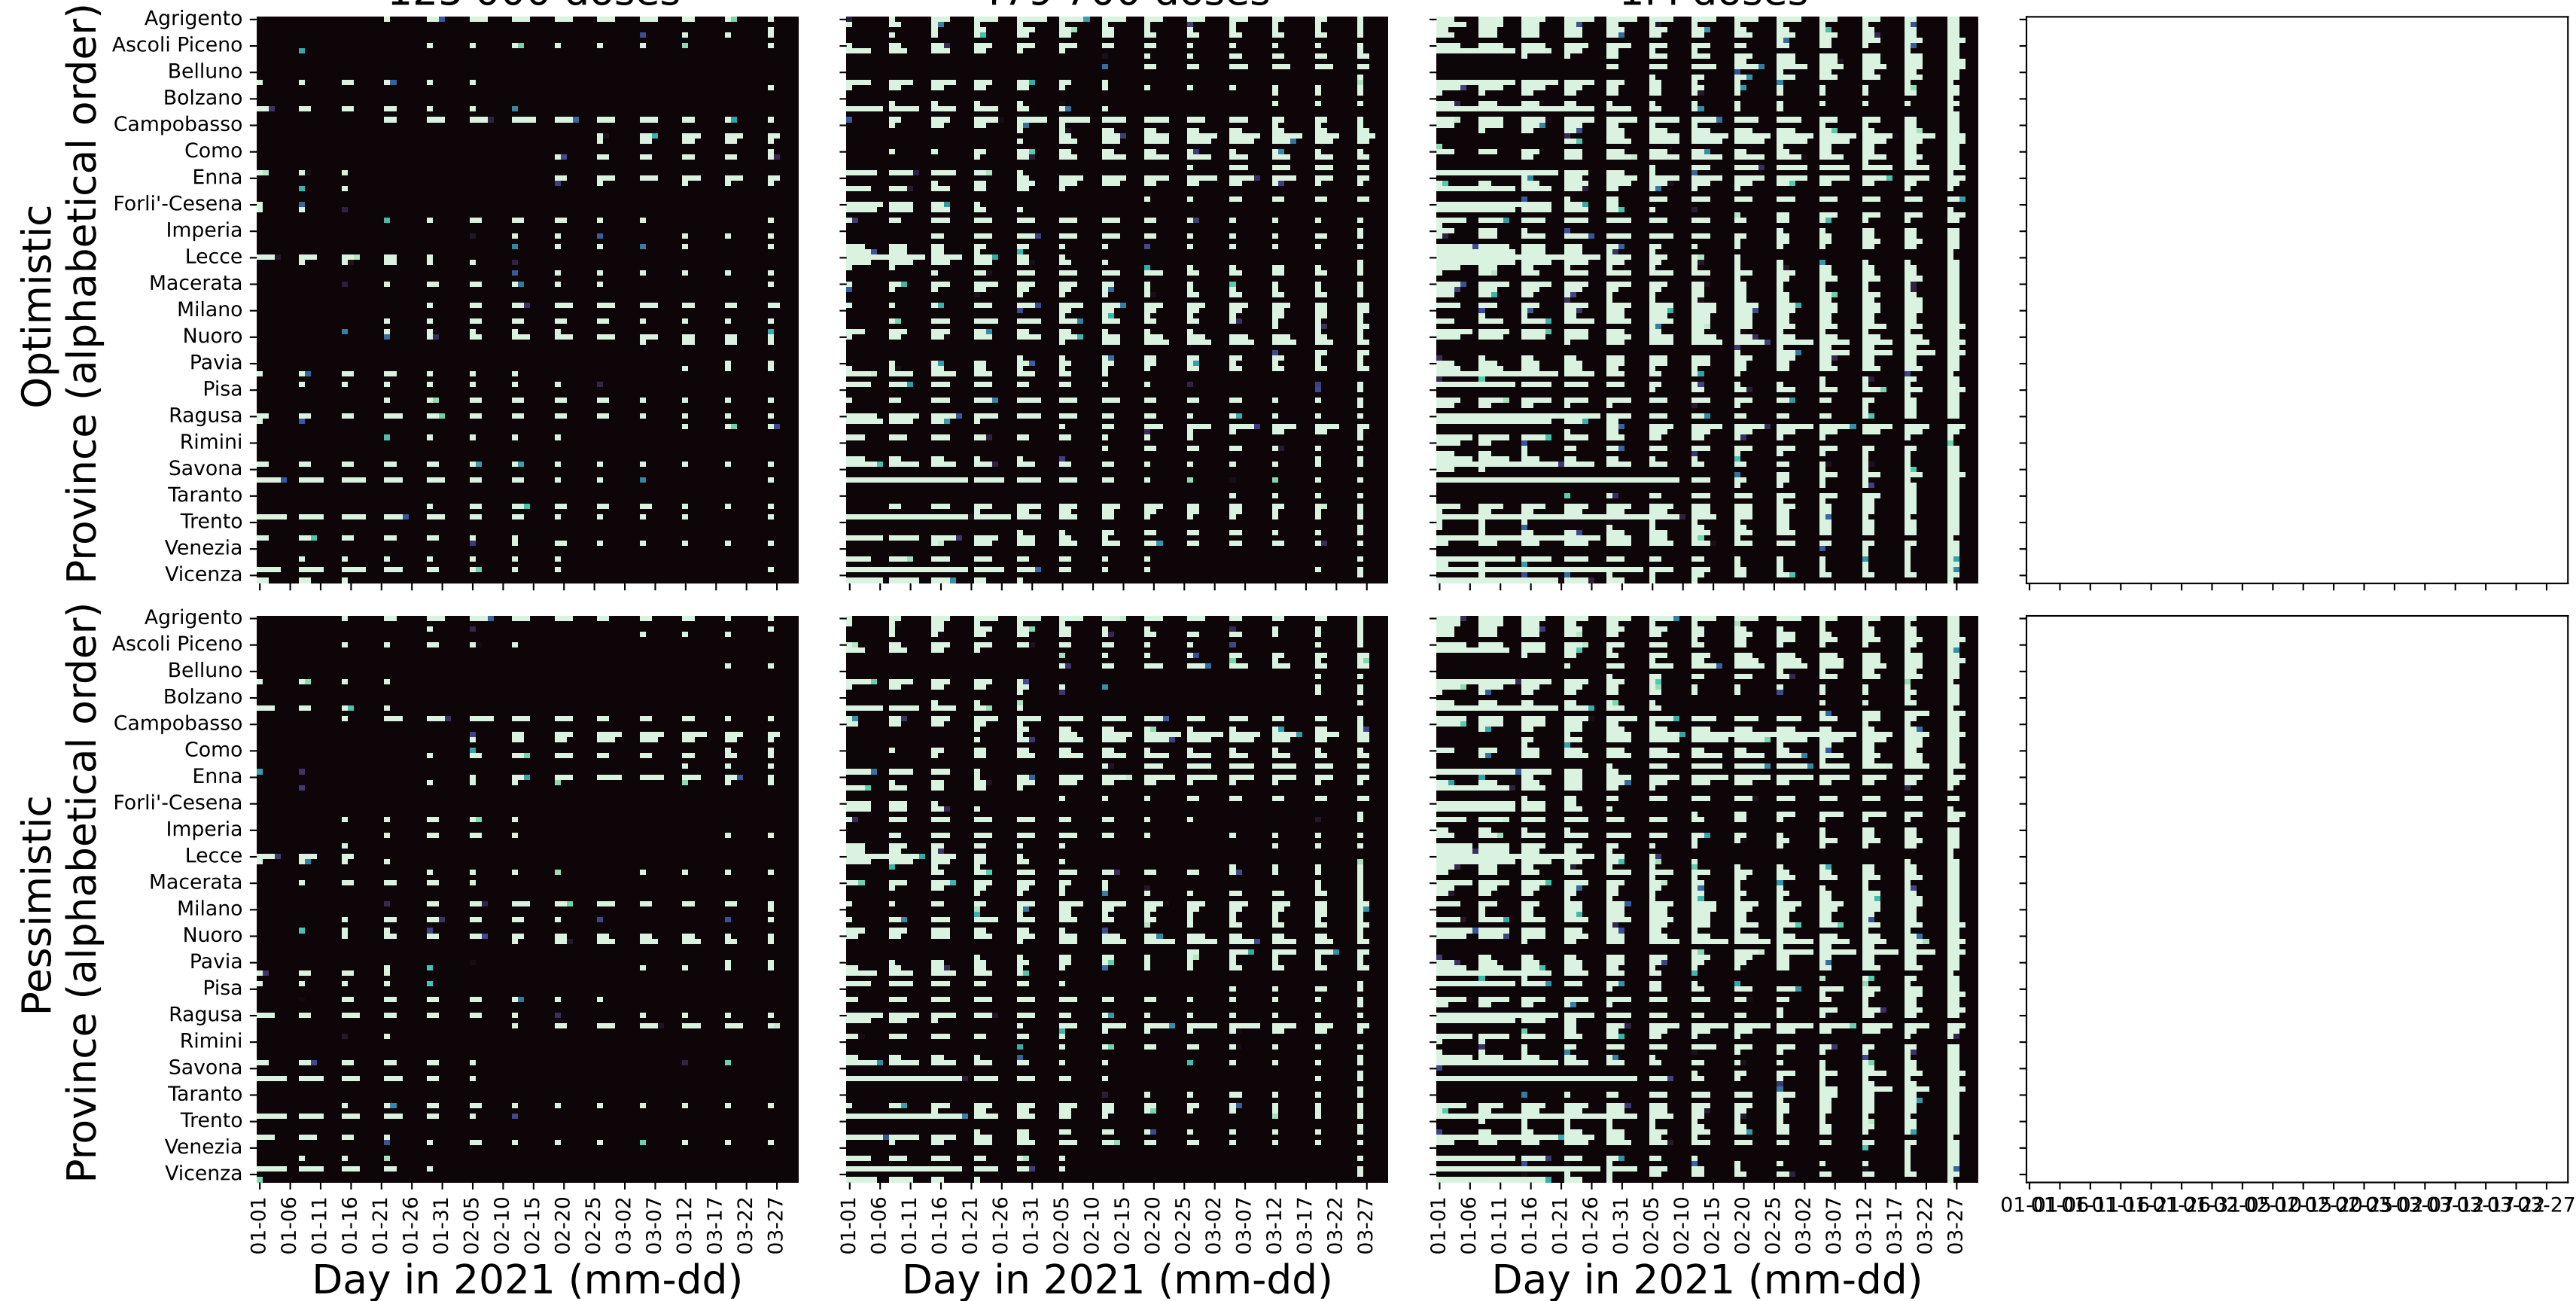 125 000 doses
479 700 doses
1M doses
Optimistic
Province (alphabetical order)
Agrigento
Ascoli Piceno
Belluno
Bolzano
Campobasso
Como
Enna
Forli'-Cesena
Imperia
Lecce
Macerata
Milano
Nuoro
Pavia
Pisa
Ragusa
Rimini
Savona
Taranto
Trento
Venezia
Vicenza
Pessimistic
Province (alphabetical order)
Agrigento
Ascoli Piceno
Belluno
Bolzano
Campobasso
Como
Enna
Forli'-Cesena
Imperia
Lecce
Macerata
Milano
Nuoro
Pavia
Pisa
Ragusa
Rimini
Savona
Taranto
Trento
Venezia
Vicenza
01-01 01-06 01-11 01-16 01-21 01-26 01-31 02-05 02-10 02-15 02-20 02-25 03-02 03-07 03-12 03-17 03-22 03-27
01-01 01-06 01-11 01-16 01-21 01-26 01-31 02-05 02-10 02-15 02-20 02-25 03-02 03-07 03-12 03-17 03-22 03-27
01-01 01-06 01-11 01-16 01-21 01-26 01-31 02-05 02-10 02-15 02-20 02-25 03-02 03-07 03-12 03-17 03-22 03-27
Day in 2021 (mm-dd)
Day in 2021 (mm-dd)
Day in 2021 (mm-dd)